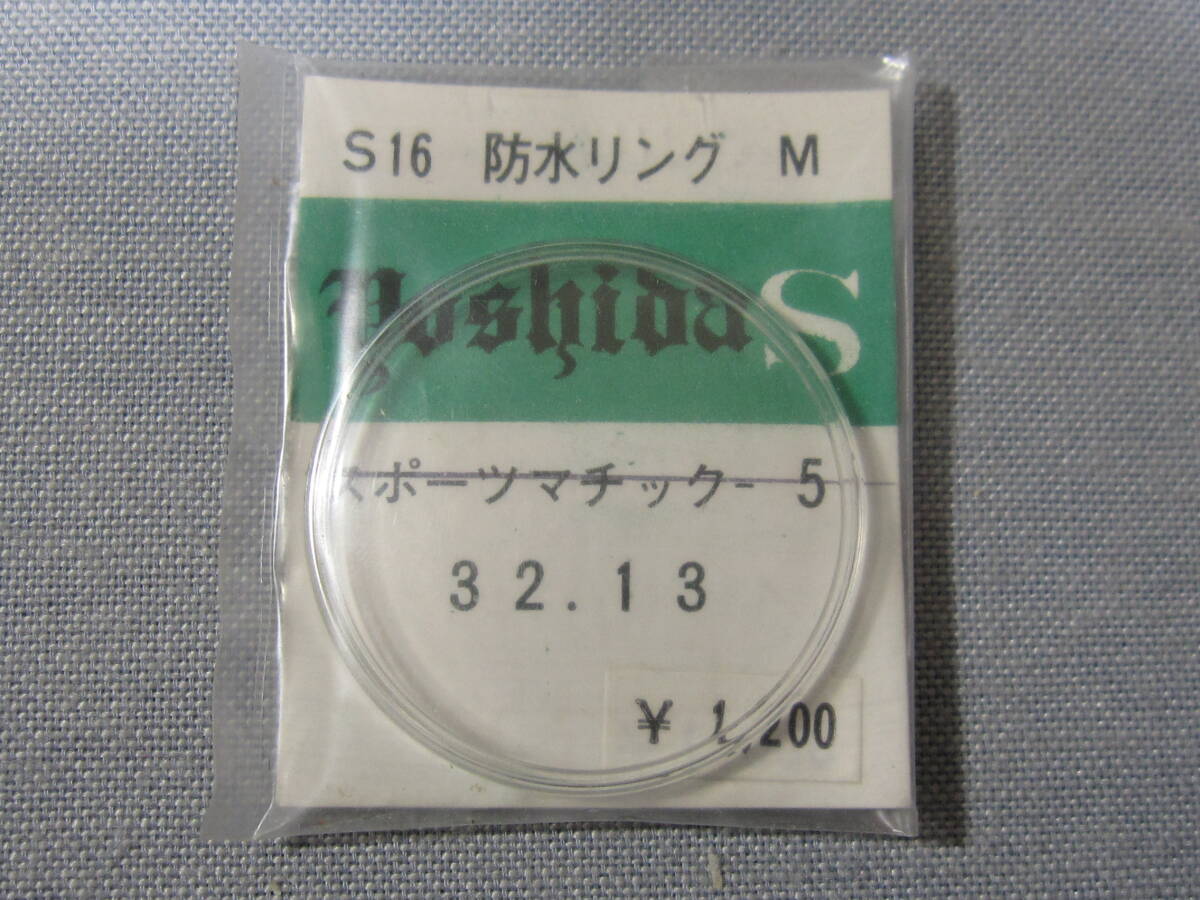 S16 防水リング M
Yoshida S
スポーツマチック- 5
32.13
¥ 1,200